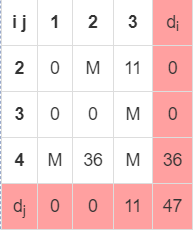 i j 1 2 3 dᵢ
2 0 M 11 0
3 0 0 M 0
4 M 36 M 36
dⱼ 0 0 11 47